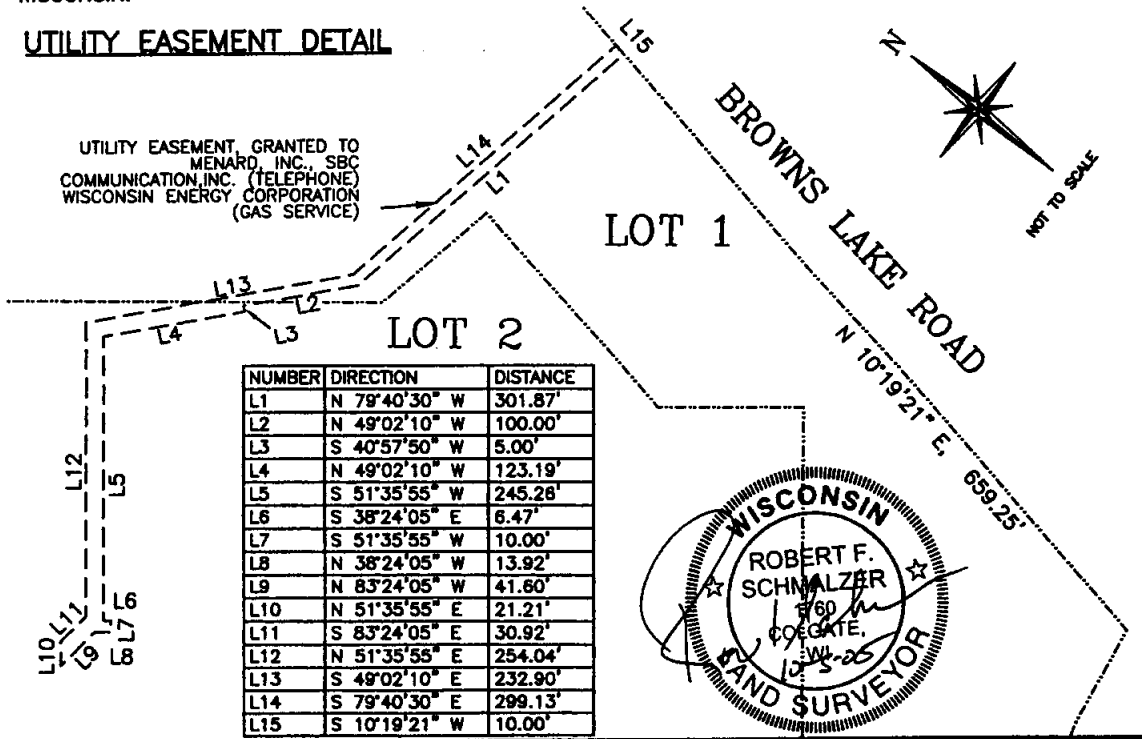 UTILITY EASEMENT DETAIL
UTILITY EASEMENT, GRANTED TO
MENARD, INC., SBC
COMMUNICATION,INC. (TELEPHONE)
WISCONSIN ENERGY CORPORATION
(GAS SERVICE)
L15
L14
L1
N
NOT TO SCALE
BROWNS LAKE ROAD
N 10°19'21" E, 659.25'
LOT 1
L13
L2
L4
L3
LOT 2
L12
L5
L11
L6
L7
L10
L9
L8
NUMBER DIRECTION DISTANCE
L1 N 79°40'30" W 301.87'
L2 N 49°02'10" W 100.00'
L3 S 40°57'50" W 5.00'
L4 N 49°02'10" W 123.19'
L5 S 51°35'55" W 245.26'
L6 S 38°24'05" E 6.47'
L7 S 51°35'55" W 10.00'
L8 N 38°24'05" W 13.92'
L9 N 83°24'05" W 41.60'
L10 N 51°35'55" E 21.21'
L11 S 83°24'05" E 30.92'
L12 N 51°35'55" E 254.04'
L13 S 49°02'10" E 232.90'
L14 S 79°40'30" E 299.13'
L15 S 10°19'21" W 10.00'
WISCONSIN
ROBERT F.
SCHMALZER
COLGATE,
WI
10-5-05
LAND SURVEYOR